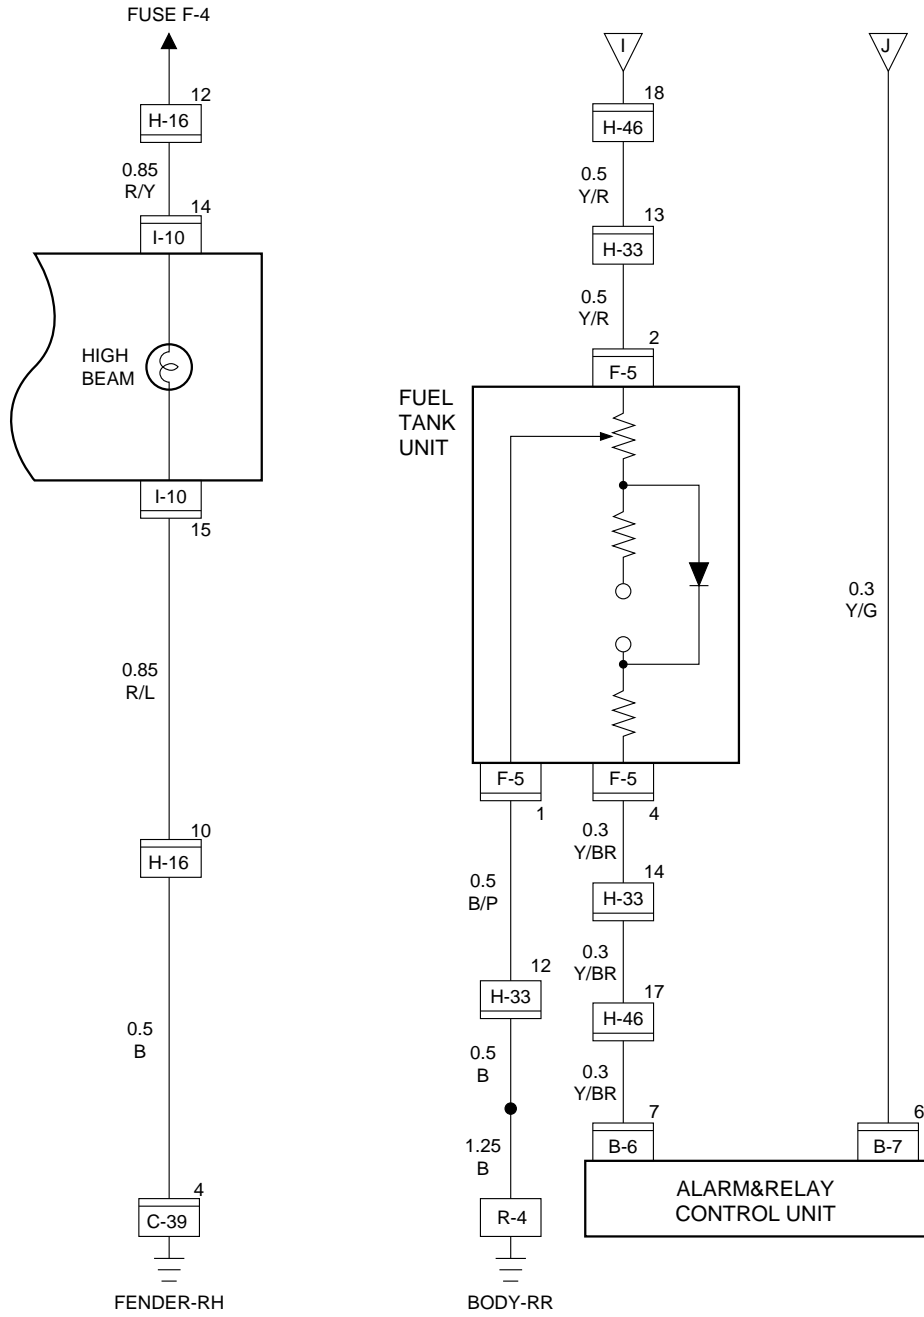 FUSE F-4
12
H-16
0.85
R/Y
14
I-10
HIGH
BEAM
I-10
15
0.85
R/L
10
H-16
0.5
B
4
C-39
FENDER-RH
I
18
H-46
0.5
Y/R
13
H-33
0.5
Y/R
2
F-5
FUEL
TANK
UNIT
F-5
1
0.5
B/P
12
H-33
0.5
B
1.25
B
R-4
BODY-RR
F-5
4
0.3
Y/BR
14
H-33
0.3
Y/BR
17
H-46
0.3
Y/BR
7
B-6
J
0.3
Y/G
6
B-7
ALARM&RELAY
CONTROL UNIT